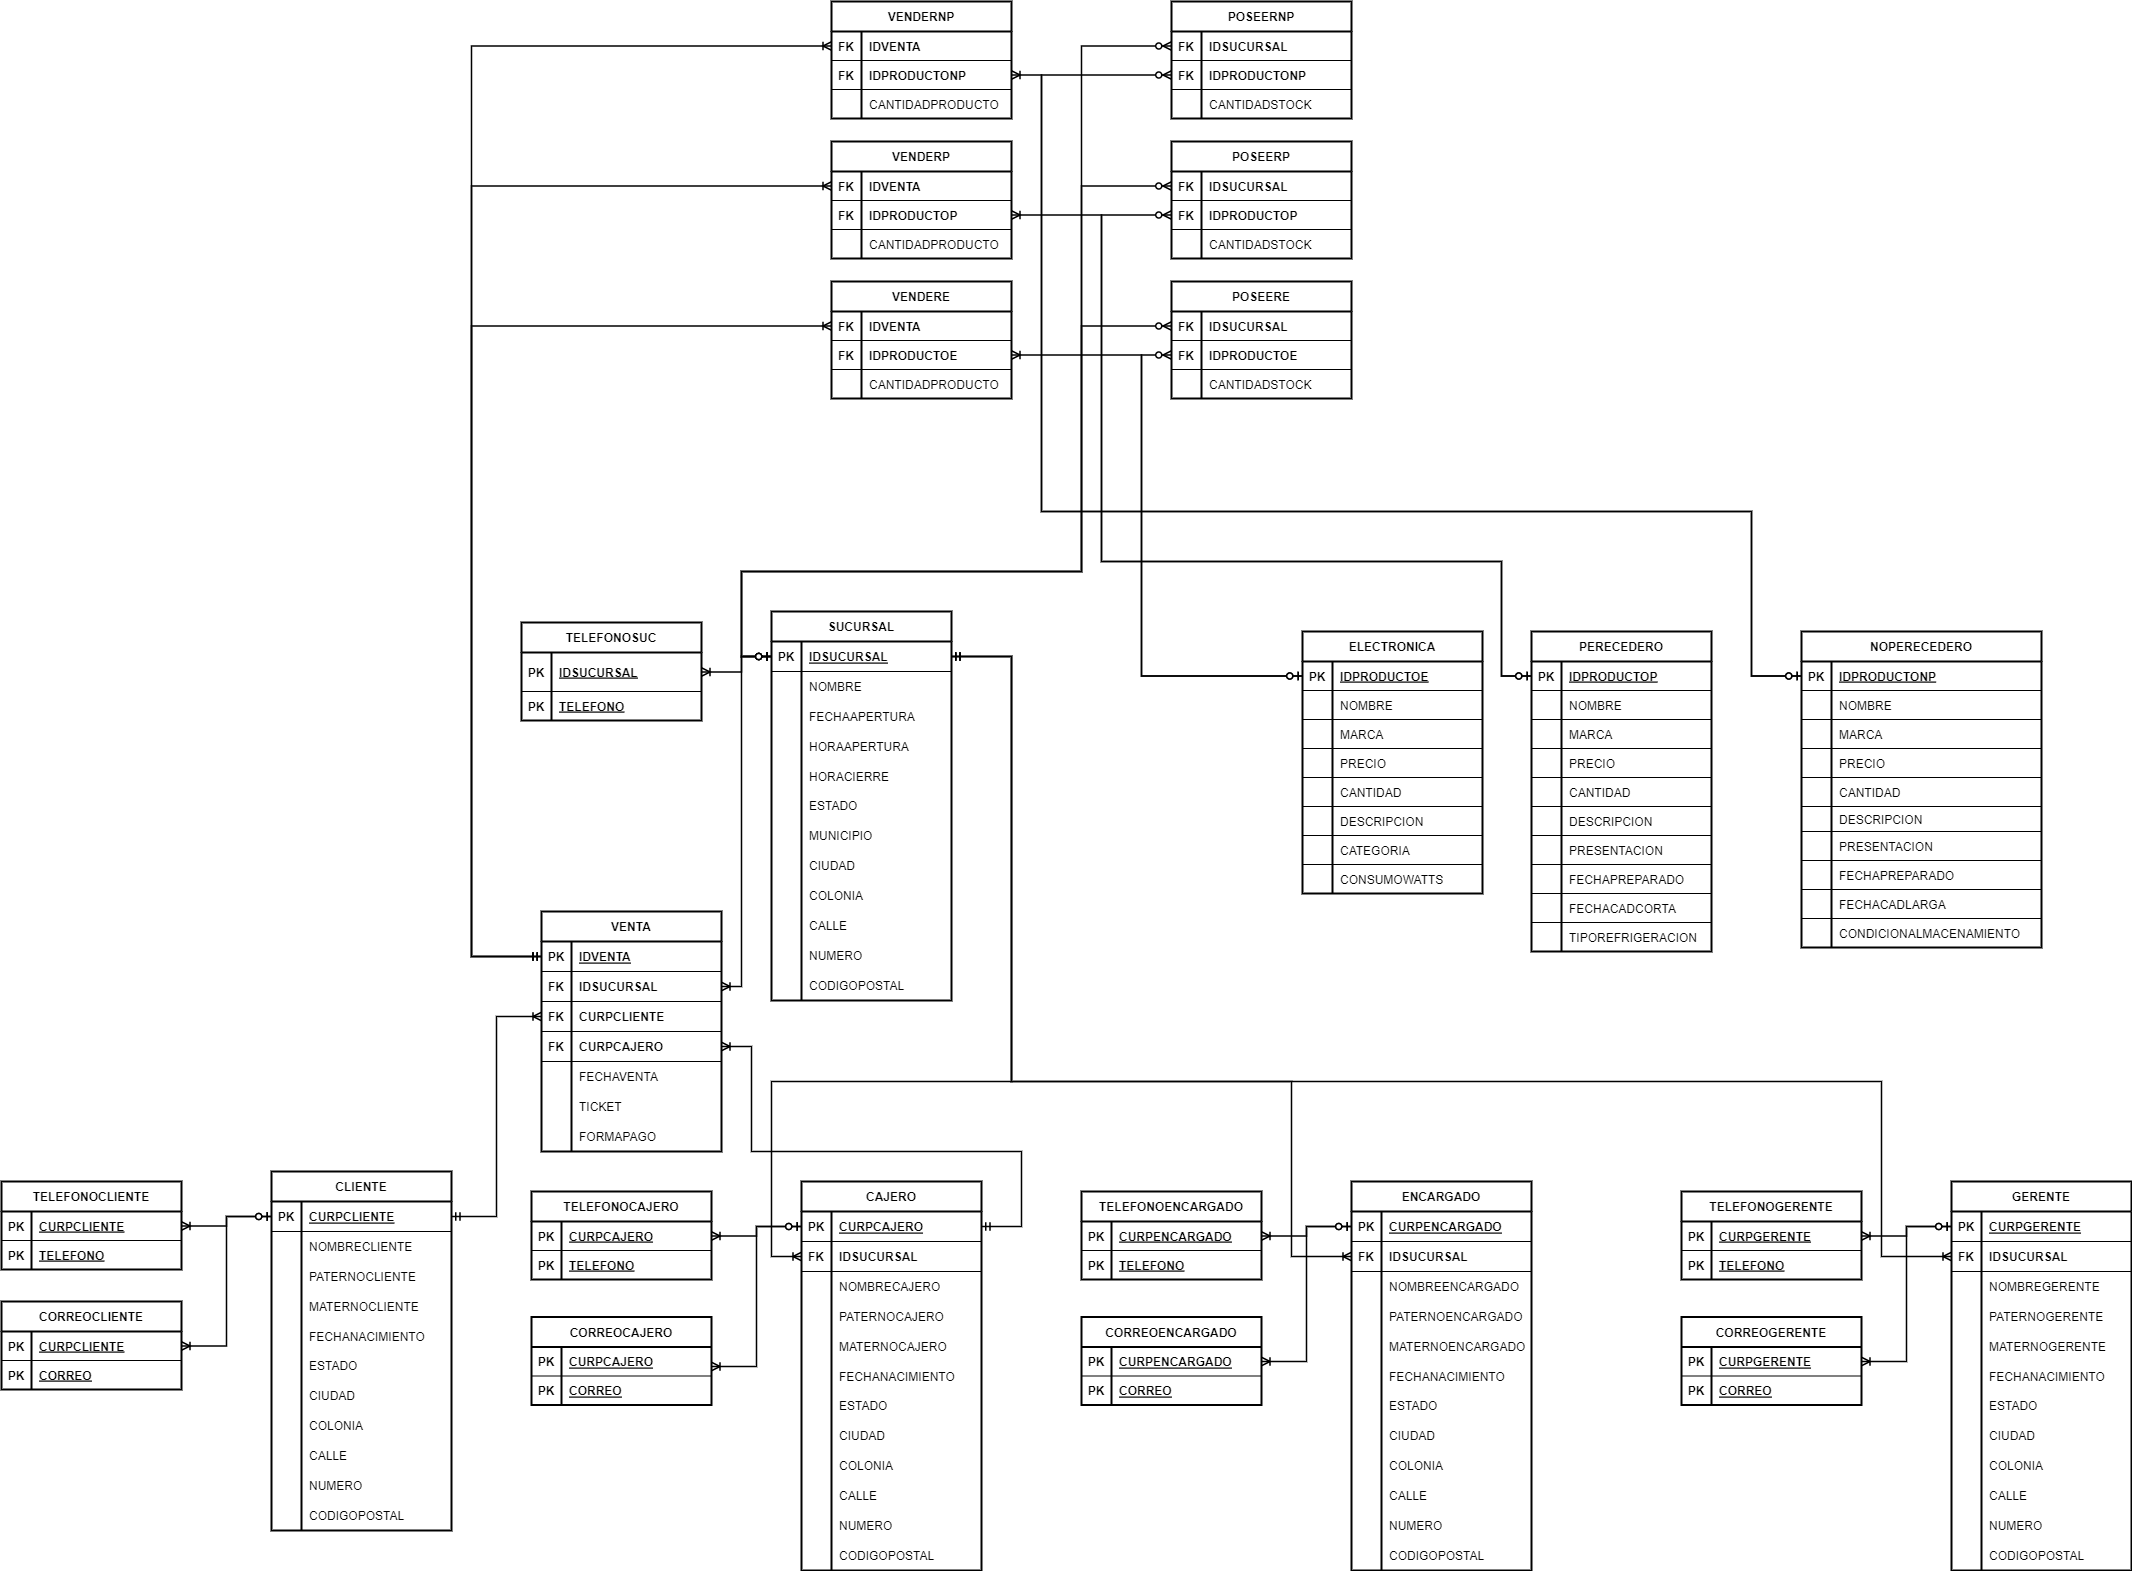 VENDERNP
FK IDVENTA
FK IDPRODUCTONP
CANTIDADPRODUCTO
POSEERNP
FK IDSUCURSAL
FK IDPRODUCTONP
CANTIDADSTOCK
VENDERP
FK IDVENTA
FK IDPRODUCTOP
CANTIDADPRODUCTO
POSEERP
FK IDSUCURSAL
FK IDPRODUCTOP
CANTIDADSTOCK
VENDERE
FK IDVENTA
FK IDPRODUCTOE
CANTIDADPRODUCTO
POSEERE
FK IDSUCURSAL
FK IDPRODUCTOE
CANTIDADSTOCK
TELEFONOSUC
PK IDSUCURSAL
PK TELEFONO
SUCURSAL
PK IDSUCURSAL
NOMBRE
FECHAAPERTURA
HORAAPERTURA
HORACIERRE
ESTADO
MUNICIPIO
CIUDAD
COLONIA
CALLE
NUMERO
CODIGOPOSTAL
ELECTRONICA
PK IDPRODUCTOE
NOMBRE
MARCA
PRECIO
CANTIDAD
DESCRIPCION
CATEGORIA
CONSUMOWATTS
PERECEDERO
PK IDPRODUCTOP
NOMBRE
MARCA
PRECIO
CANTIDAD
DESCRIPCION
PRESENTACION
FECHAPREPARADO
FECHACADCORTA
TIPOREFRIGERACION
NOPERECEDERO
PK IDPRODUCTONP
NOMBRE
MARCA
PRECIO
CANTIDAD
DESCRIPCION
PRESENTACION
FECHAPREPARADO
FECHACADLARGA
CONDICIONALMACENAMIENTO
VENTA
PK IDVENTA
FK IDSUCURSAL
FK CURPCLIENTE
FK CURPCAJERO
FECHAVENTA
TICKET
FORMAPAGO
TELEFONOCLIENTE
PK CURPCLIENTE
PK TELEFONO
CORREOCLIENTE
PK CURPCLIENTE
PK CORREO
CLIENTE
PK CURPCLIENTE
NOMBRECLIENTE
PATERNOCLIENTE
MATERNOCLIENTE
FECHANACIMIENTO
ESTADO
CIUDAD
COLONIA
CALLE
NUMERO
CODIGOPOSTAL
TELEFONOCAJERO
PK CURPCAJERO
PK TELEFONO
CORREOCAJERO
PK CURPCAJERO
PK CORREO
CAJERO
PK CURPCAJERO
FK IDSUCURSAL
NOMBRECAJERO
PATERNOCAJERO
MATERNOCAJERO
FECHANACIMIENTO
ESTADO
CIUDAD
COLONIA
CALLE
NUMERO
CODIGOPOSTAL
TELEFONOENCARGADO
PK CURPENCARGADO
PK TELEFONO
CORREOENCARGADO
PK CURPENCARGADO
PK CORREO
ENCARGADO
PK CURPENCARGADO
FK IDSUCURSAL
NOMBREENCARGADO
PATERNOENCARGADO
MATERNOENCARGADO
FECHANACIMIENTO
ESTADO
CIUDAD
COLONIA
CALLE
NUMERO
CODIGOPOSTAL
TELEFONOGERENTE
PK CURPGERENTE
PK TELEFONO
CORREOGERENTE
PK CURPGERENTE
PK CORREO
GERENTE
PK CURPGERENTE
FK IDSUCURSAL
NOMBREGERENTE
PATERNOGERENTE
MATERNOGERENTE
FECHANACIMIENTO
ESTADO
CIUDAD
COLONIA
CALLE
NUMERO
CODIGOPOSTAL